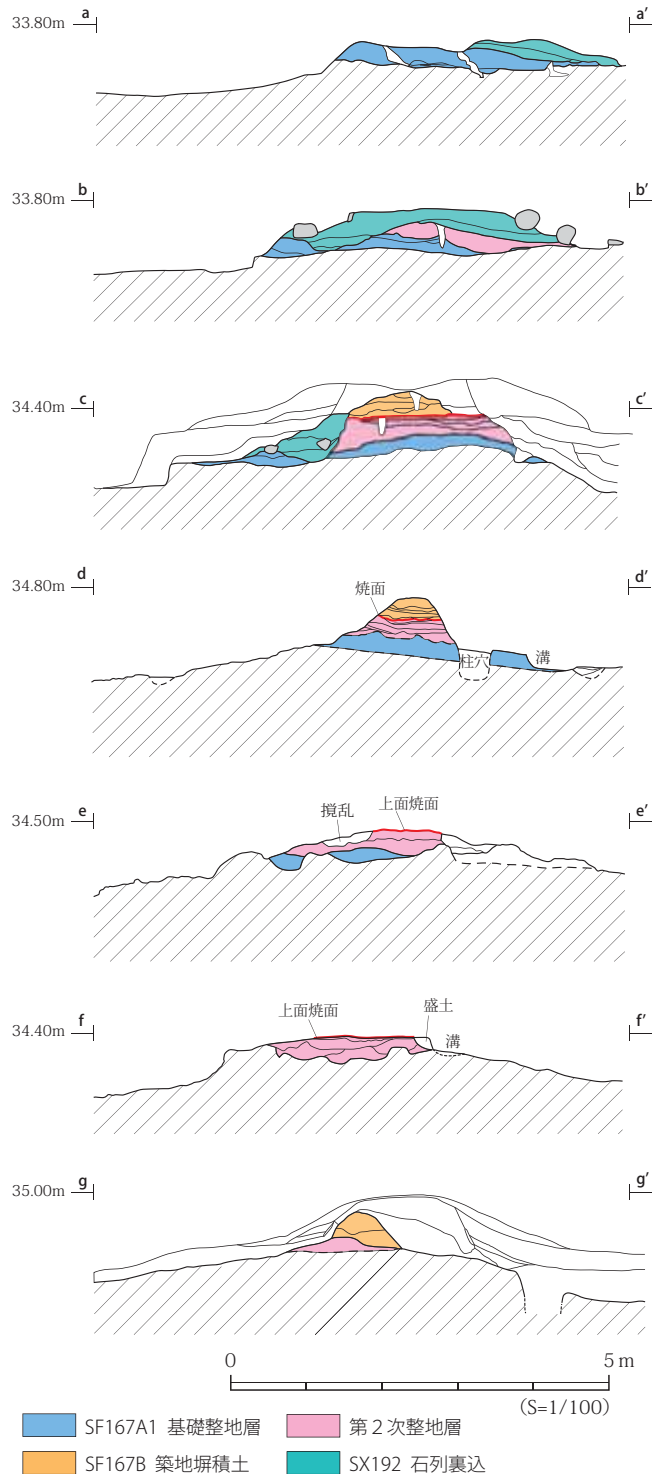 a a′
33.80m
b b′
33.80m
c c′
34.40m
d d′
34.80m
焼面
柱穴
溝
e e′
34.50m
撹乱
上面焼面
f f′
34.40m
上面焼面
盛土
溝
g g′
35.00m
0 5 m
(S=1/100)
SF167A1 基礎整地層 第2次整地層
SF167B 築地塀積土 SX192 石列裏込